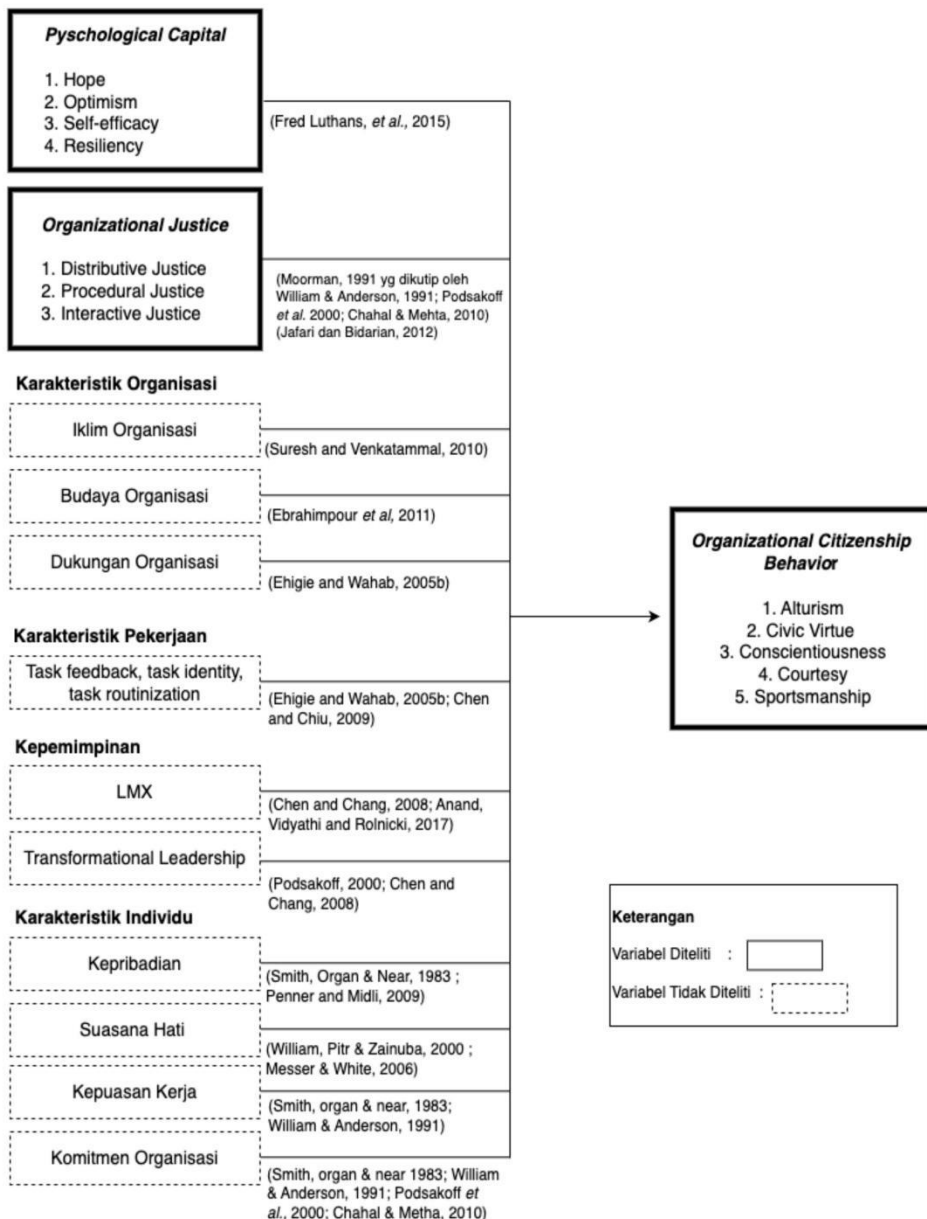 Pyschological Capital
1. Hope
2. Optimism
3. Self-efficacy
4. Resiliency
(Fred Luthans, et al., 2015)
Organizational Justice
1. Distributive Justice
2. Procedural Justice
3. Interactive Justice
(Moorman, 1991 yg dikutip oleh
William & Anderson, 1991; Podsakoff
et al. 2000; Chahal & Mehta, 2010)
(Jafari dan Bidarian, 2012)
Karakteristik Organisasi
Iklim Organisasi
(Suresh and Venkatammal, 2010)
Budaya Organisasi
(Ebrahimpour et al, 2011)
Dukungan Organisasi
(Ehigie and Wahab, 2005b)
Karakteristik Pekerjaan
Task feedback, task identity,
task routinization
(Ehigie and Wahab, 2005b; Chen
and Chiu, 2009)
Kepemimpinan
LMX
(Chen and Chang, 2008; Anand,
Vidyathi and Rolnicki, 2017)
Transformational Leadership
(Podsakoff, 2000; Chen and
Chang, 2008)
Karakteristik Individu
Kepribadian
(Smith, Organ & Near, 1983 ;
Penner and Midli, 2009)
Suasana Hati
(William, Pitr & Zainuba, 2000 ;
Messer & White, 2006)
Kepuasan Kerja
(Smith, organ & near, 1983;
William & Anderson, 1991)
Komitmen Organisasi
(Smith, organ & near 1983; William
& Anderson, 1991; Podsakoff et
al., 2000; Chahal & Metha, 2010)
Organizational Citizenship
Behavior
1. Alturism
2. Civic Virtue
3. Conscientiousness
4. Courtesy
5. Sportsmanship
Keterangan
Variabel Diteliti :
Variabel Tidak Diteliti :